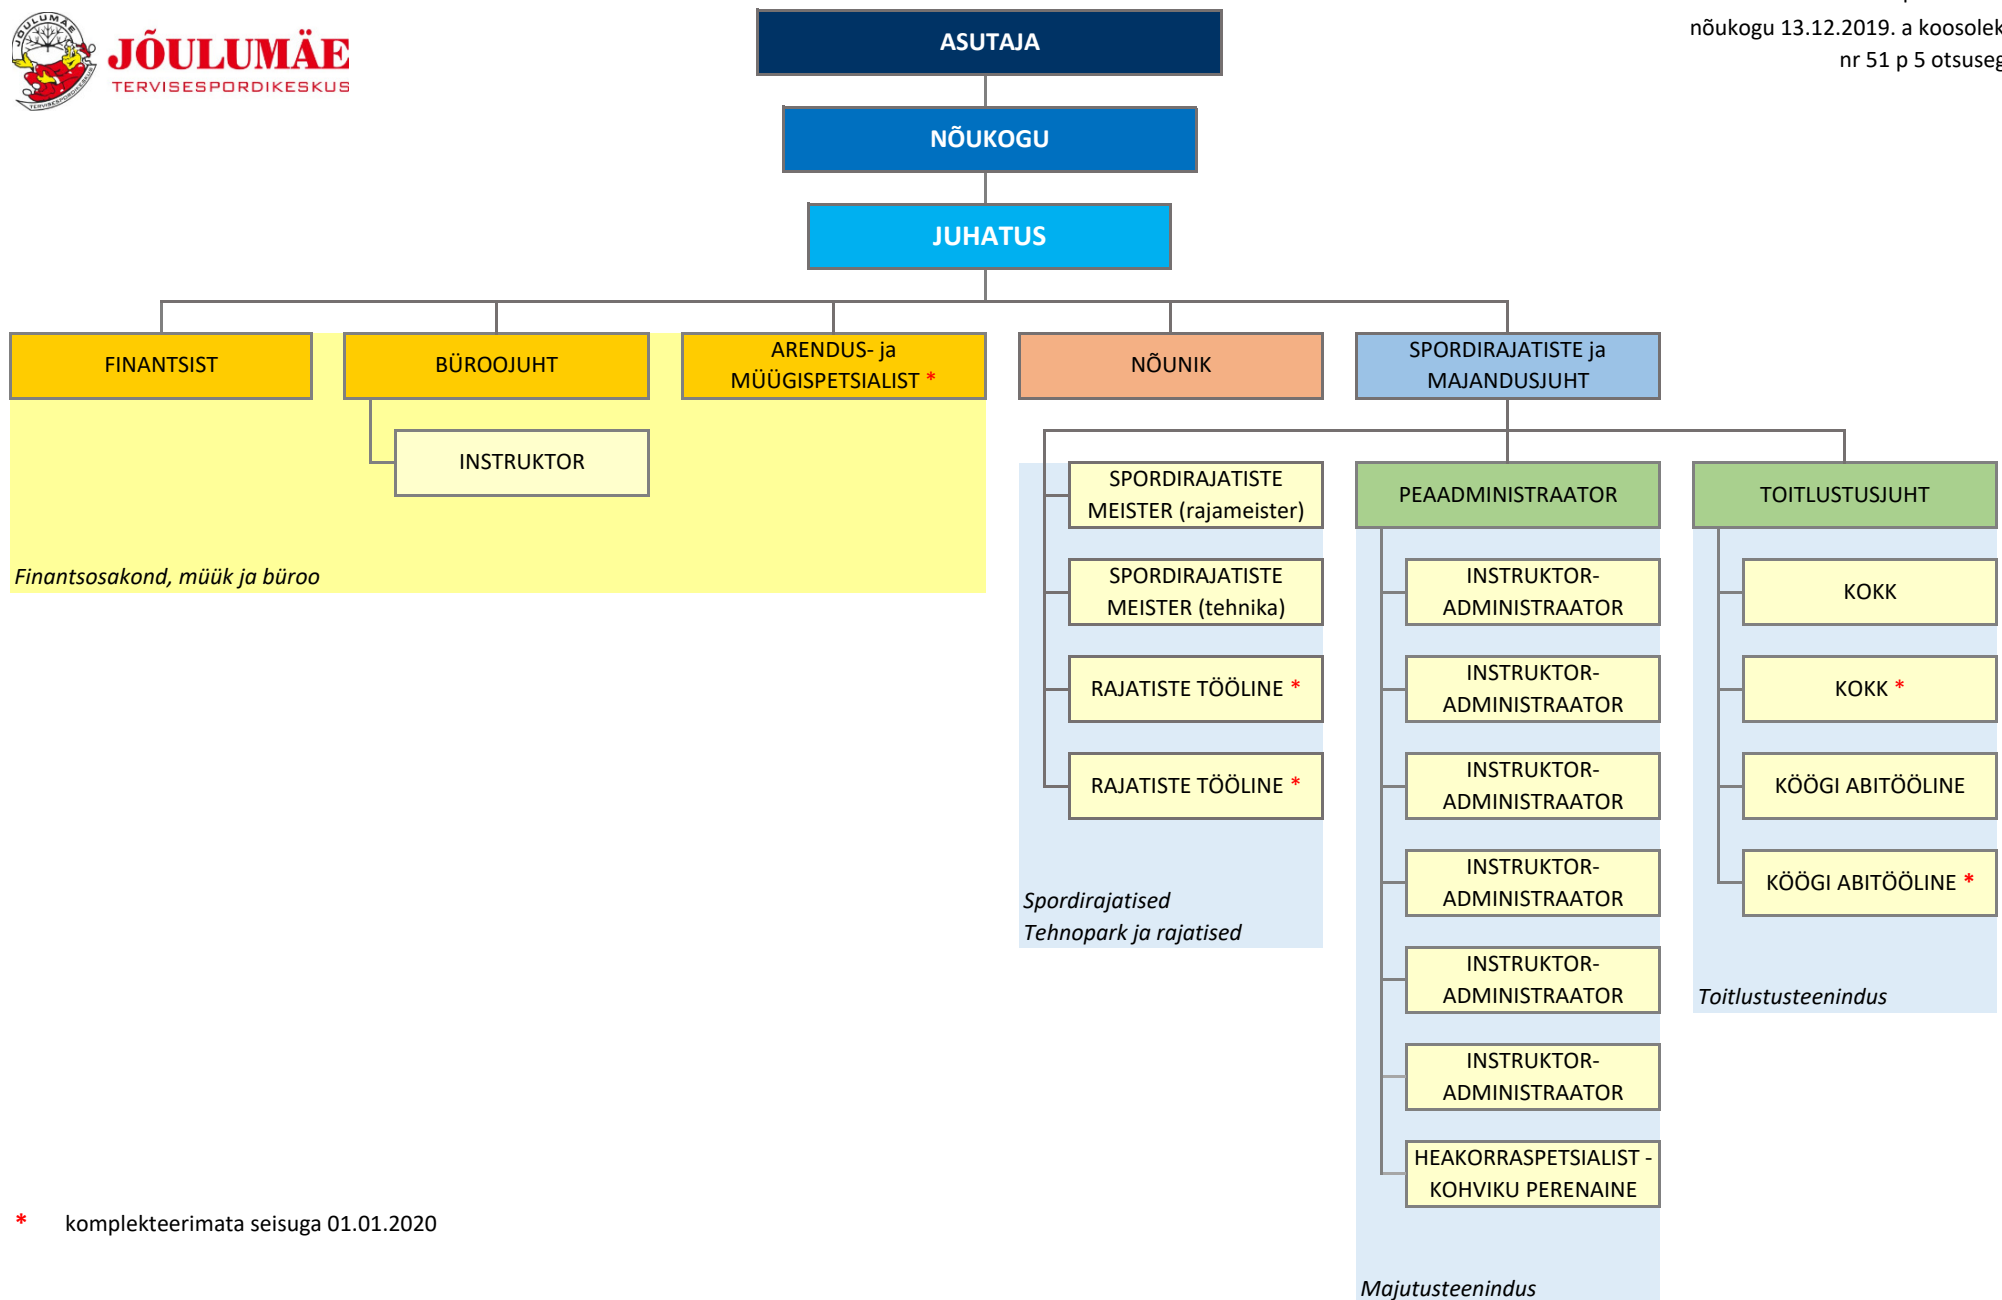 JÕULUMÄE
TERVISESPORDIKESKUS
nõukogu 13.12.2019. a koosolek
nr 51 p 5 otsuseg
ASUTAJA
NÕUKOGU
JUHATUS
FINANTSIST
BÜROOJUHT
ARENDUS- ja
MÜÜGISPETSIALIST *
NÕUNIK
SPORDIRAJATISTE ja
MAJANDUSJUHT
INSTRUKTOR
Finantsosakond, müük ja büroo
SPORDIRAJATISTE
MEISTER (rajameister)
SPORDIRAJATISTE
MEISTER (tehnika)
RAJATISTE TÖÖLINE *
RAJATISTE TÖÖLINE *
Spordirajatised
Tehnopark ja rajatised
PEAADMINISTRAATOR
INSTRUKTOR-
ADMINISTRAATOR
INSTRUKTOR-
ADMINISTRAATOR
INSTRUKTOR-
ADMINISTRAATOR
INSTRUKTOR-
ADMINISTRAATOR
INSTRUKTOR-
ADMINISTRAATOR
INSTRUKTOR-
ADMINISTRAATOR
HEAKORRASPETSIALIST -
KOHVIKU PERENAINE
Majutusteenindus
TOITLUSTUSJUHT
KOKK
KOKK *
KÖÖGI ABITÖÖLINE
KÖÖGI ABITÖÖLINE *
Toitlustusteenindus
* komplekteerimata seisuga 01.01.2020